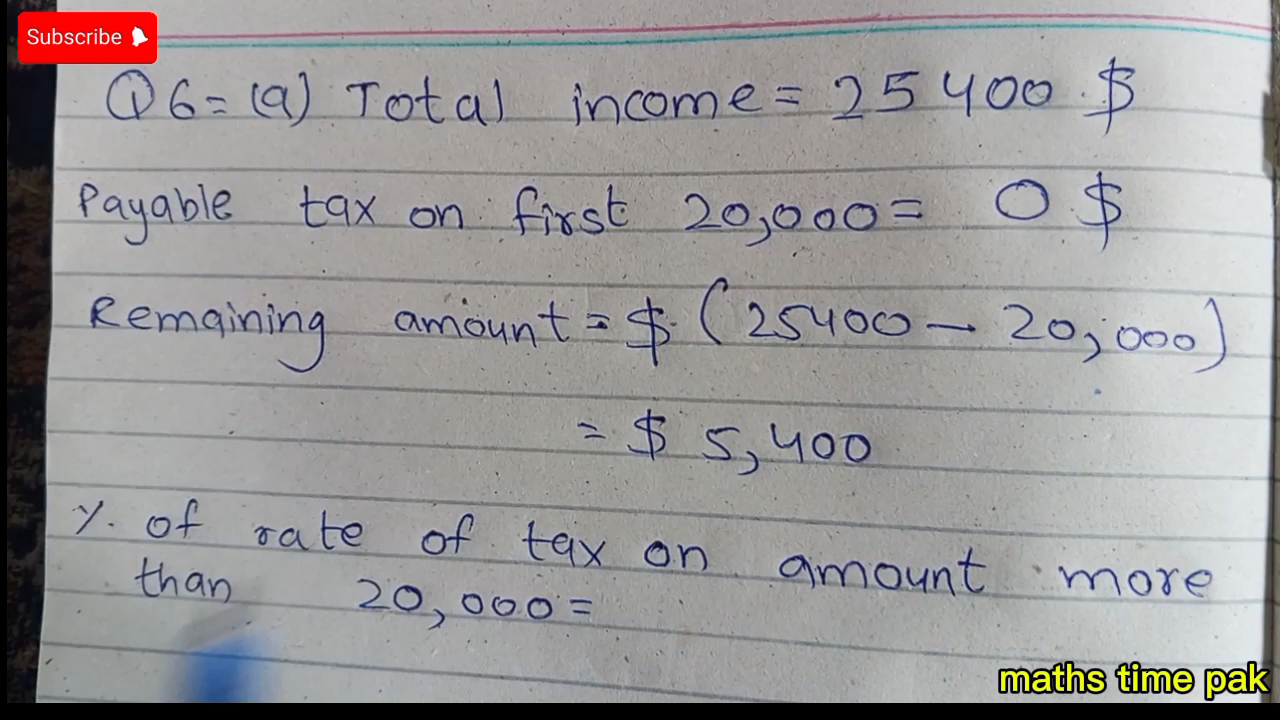 Subscribe
Q6=(a) Total income = 25400 $
Payable tax on first 20,000 = 0 $
Remaining amount = $ (25400 - 20,000)
= $ 5,400
% of rate of tax on amount more
than 20,000 =
maths time pak